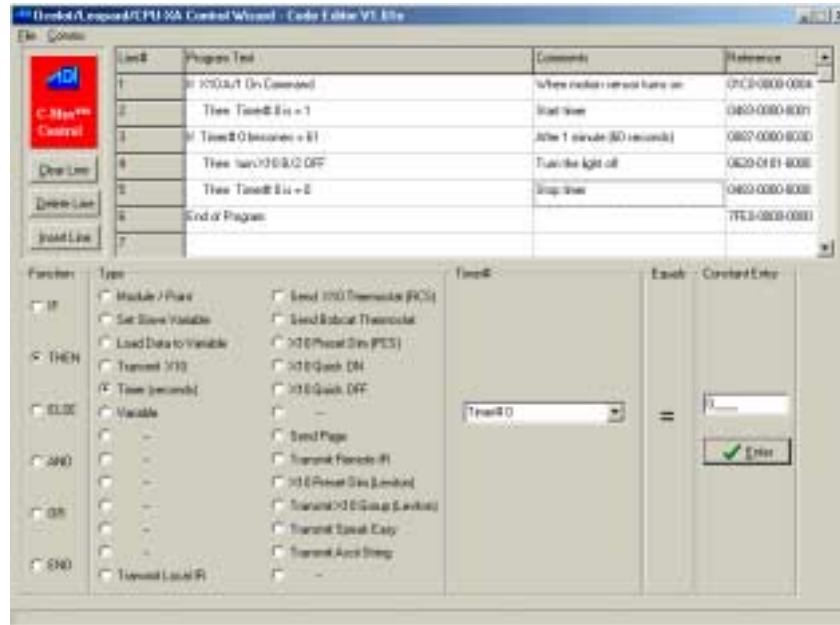 Ocelot/Leopard/CPU-XA Control Wizard - Code Editor
File Comms
ADI
C-Max™
Control
Clear Line
Delete Line
Insert Line
Line# Program Text Comments Reference
1 If X10 A/1 On Command When motion sensor turns on
2 Then Timer# 0 is = 1 Start timer
3 If Timer# 0 becomes = 61 After 1 minute (60 seconds)
4 Then turn X10 B/2 OFF Turn the light off
5 Then Timer# 0 is = 0 Stop timer
6 End of Program
7
Function
IF
THEN
ELSE
AND
OR
END
Type
Module / Point
Set Slave Variable
Load Data to Variable
Transmit X10
Timer (seconds)
Variable
--
--
--
--
--
--
Transmit Local IR
Send X10 Thermostat (RCS)
Send Bobcat Thermostat
X10 Preset Dim (PCS)
X10 Quick ON
X10 Quick OFF
--
Send Page
Transmit Remote IR
X10 Preset Dim (Leviton)
Transmit X10 Group (Leviton)
Transmit Speak Easy
Transmit Ascii String
--
Timer#
Timer# 0
Equals
=
Constant Entry
0___
Enter